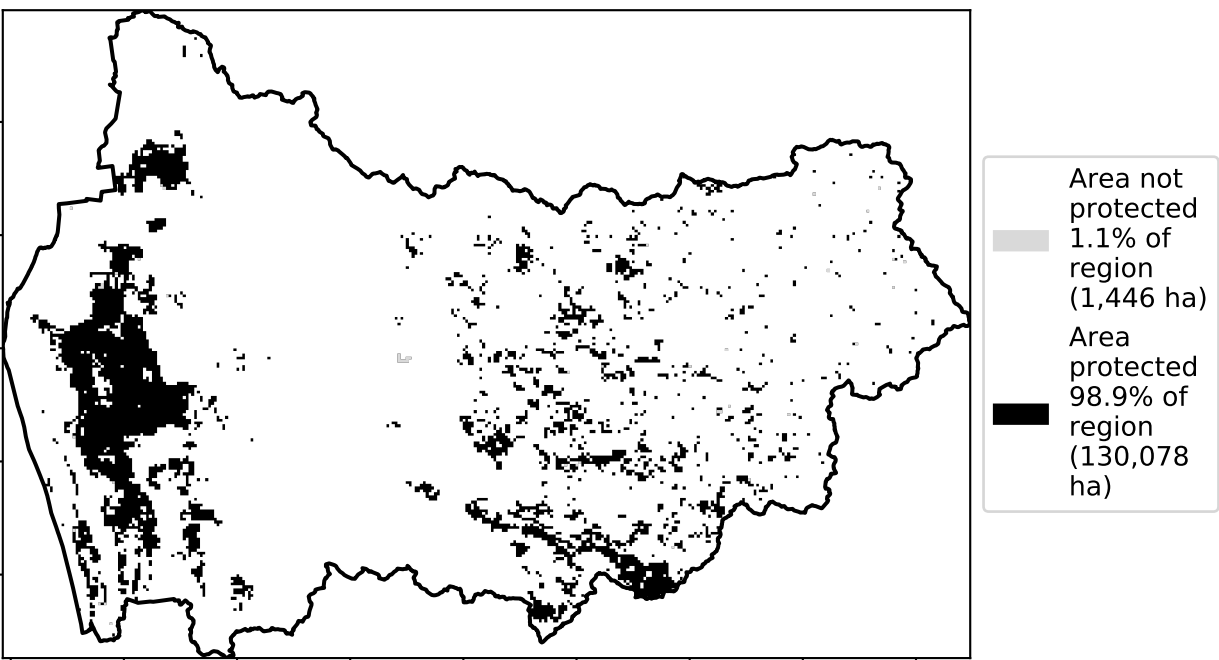 Area not
protected
1.1% of
region
(1,446 ha)
Area
protected
98.9% of
region
(130,078
ha)